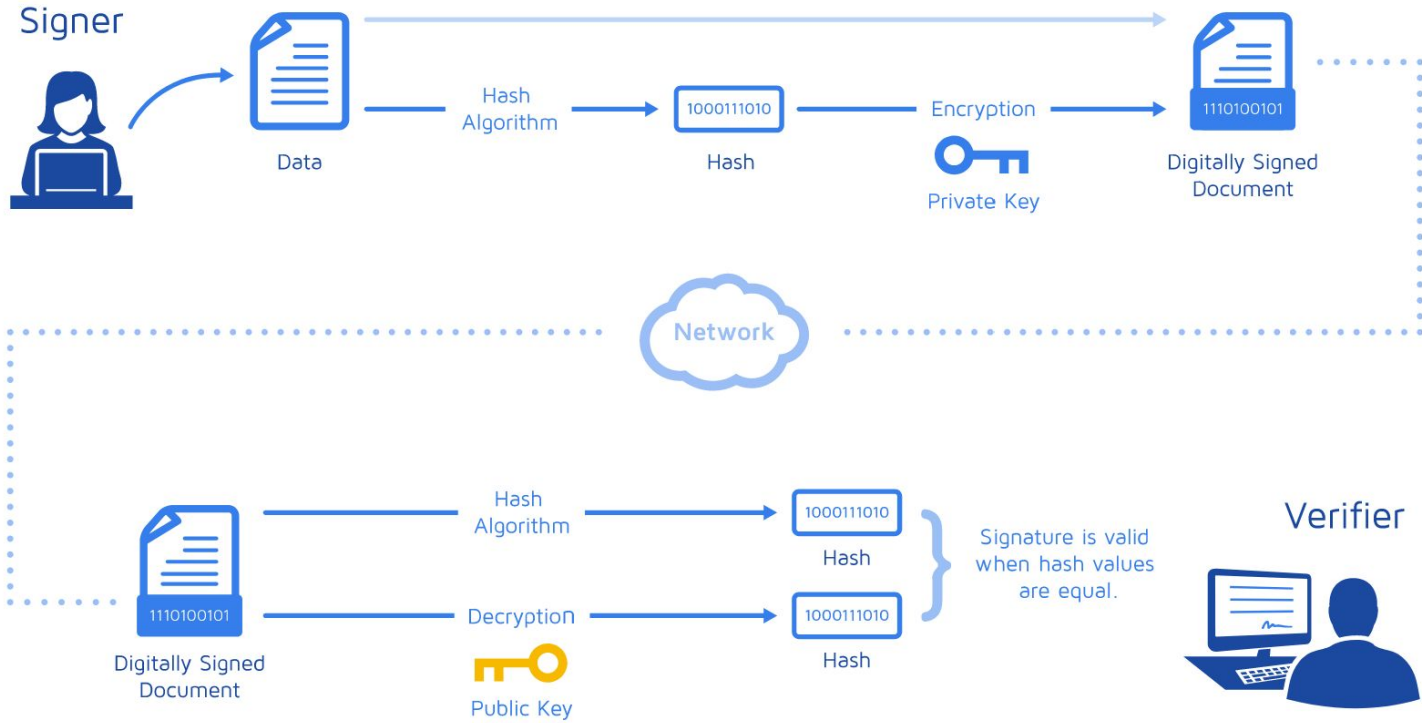 Signer
Data
Hash
Algorithm
1000111010
Hash
Encryption
Private Key
1110100101
Digitally Signed
Document
Network
1110100101
Digitally Signed
Document
Hash
Algorithm
1000111010
Hash
Decryption
Public Key
1000111010
Hash
Signature is valid
when hash values
are equal.
Verifier